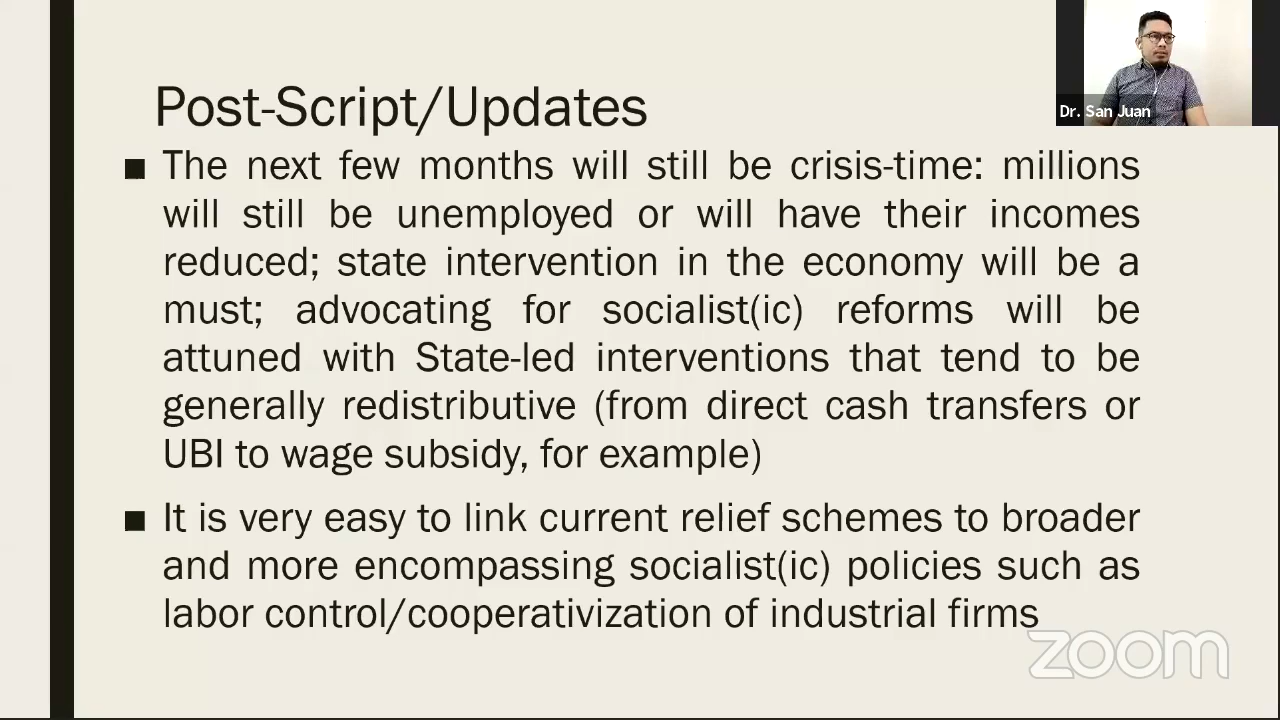 Dr. San Juan
Post-Script/Updates
■ The next few months will still be crisis-time: millions
will still be unemployed or will have their incomes
reduced; state intervention in the economy will be a
must; advocating for socialist(ic) reforms will be
attuned with State-led interventions that tend to be
generally redistributive (from direct cash transfers or
UBI to wage subsidy, for example)
■ It is very easy to link current relief schemes to broader
and more encompassing socialist(ic) policies such as
labor control/cooperativization of industrial firms
zoom